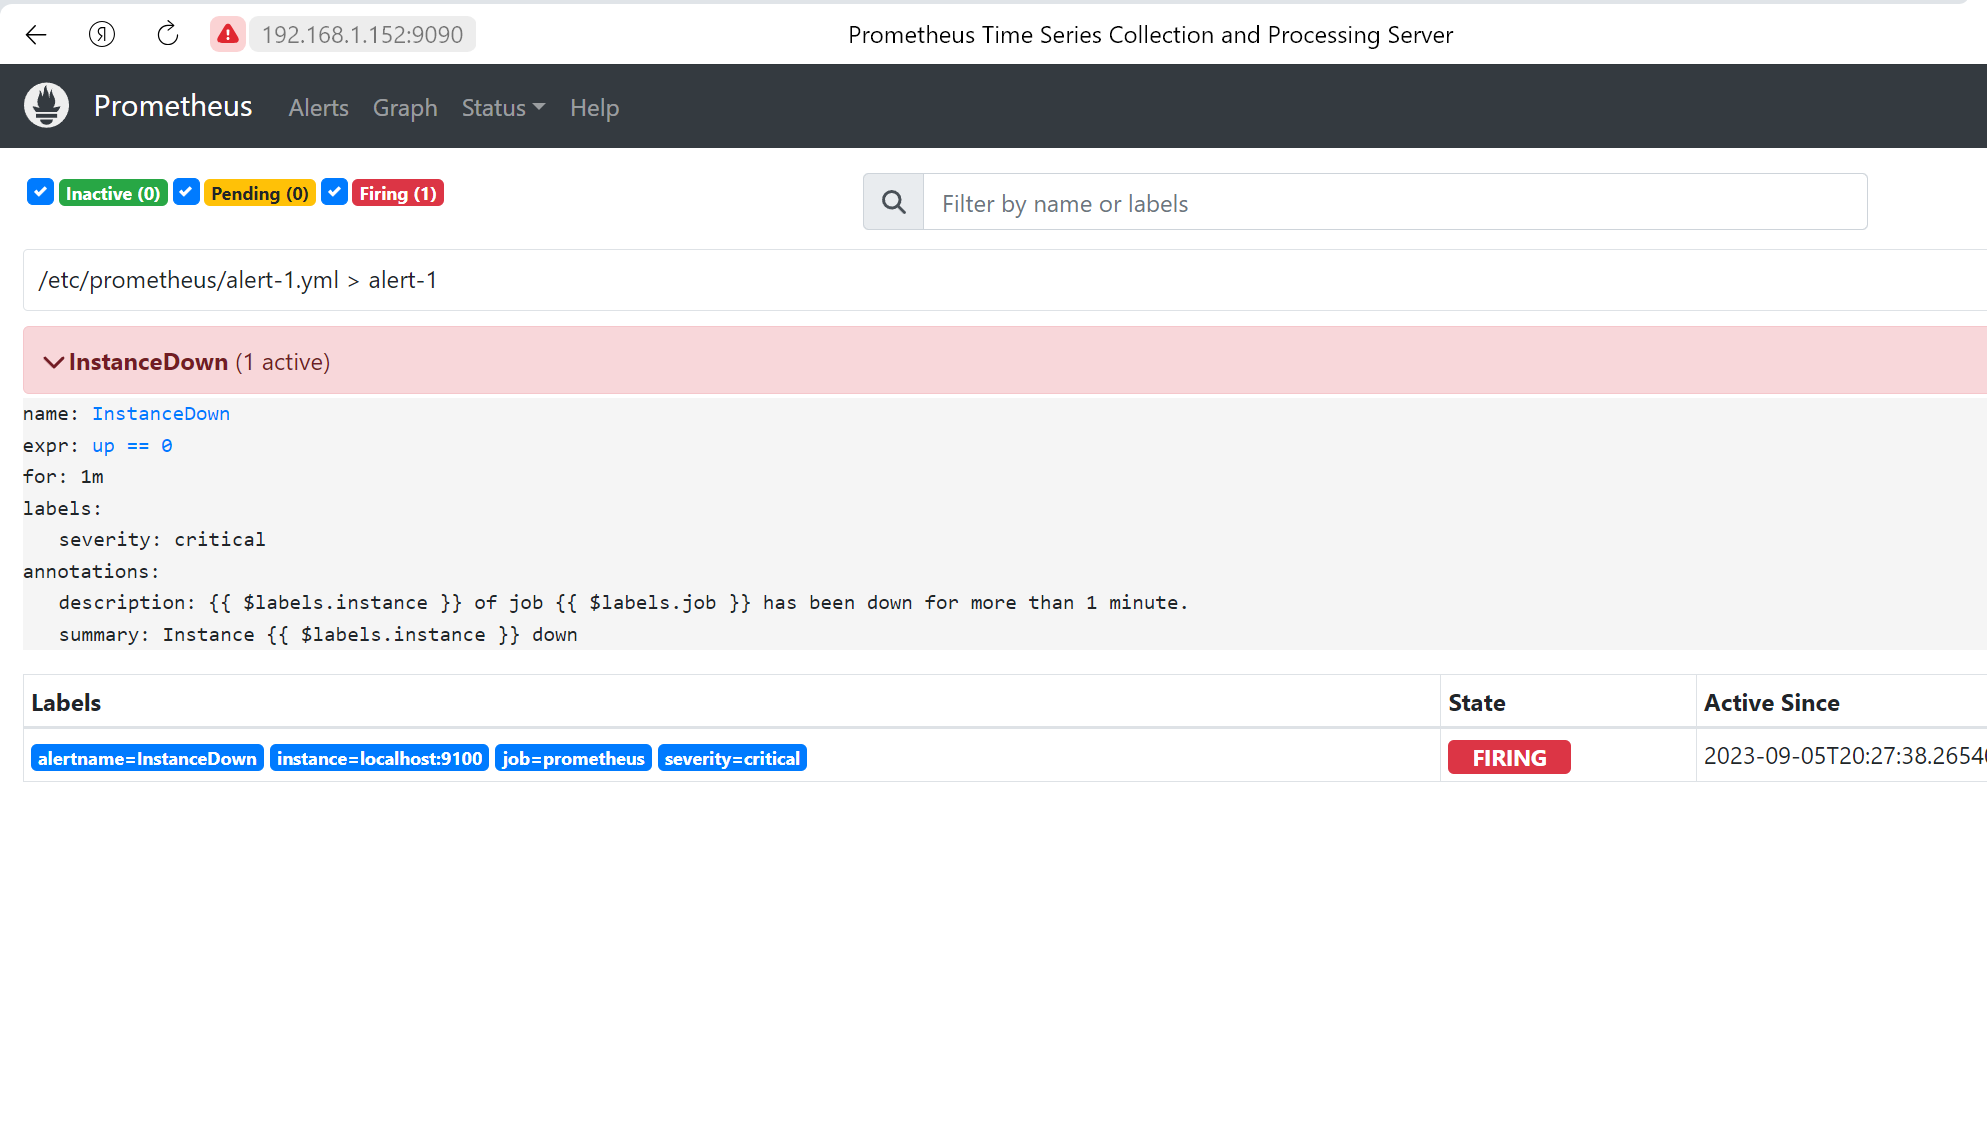 Я 192.168.1.152:9090 Prometheus Time Series Collection and Processing Server
Prometheus Alerts Graph Status Help
Inactive (0) Pending (0) Firing (1) Filter by name or labels
/etc/prometheus/alert-1.yml > alert-1
InstanceDown (1 active)
name: InstanceDown
expr: up == 0
for: 1m
labels:
severity: critical
annotations:
description: {{ $labels.instance }} of job {{ $labels.job }} has been down for more than 1 minute.
summary: Instance {{ $labels.instance }} down
Labels State Active Since
alertname=InstanceDown instance=localhost:9100 job=prometheus severity=critical FIRING 2023-09-05T20:27:38.2654